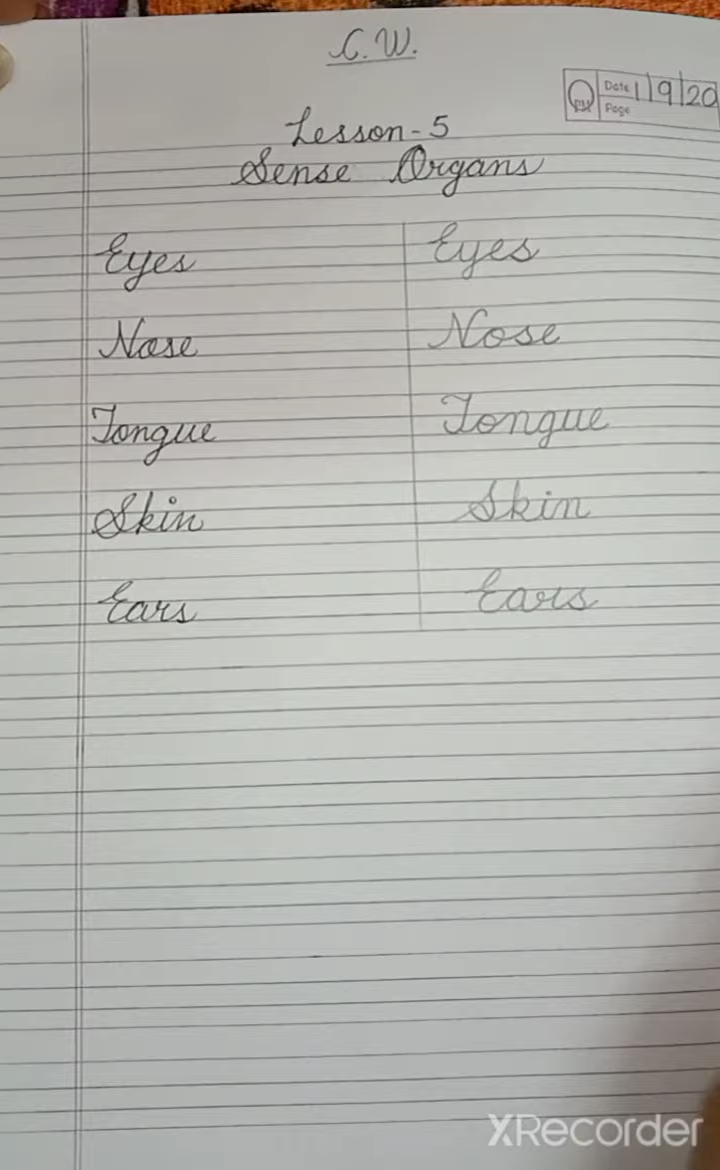 C.W.
Date 1/9/20
Page
Lesson-5
Sense Organs
Eyes Eyes
Nose Nose
Tongue Tongue
Skin Skin
Ears Ears
XRecorder